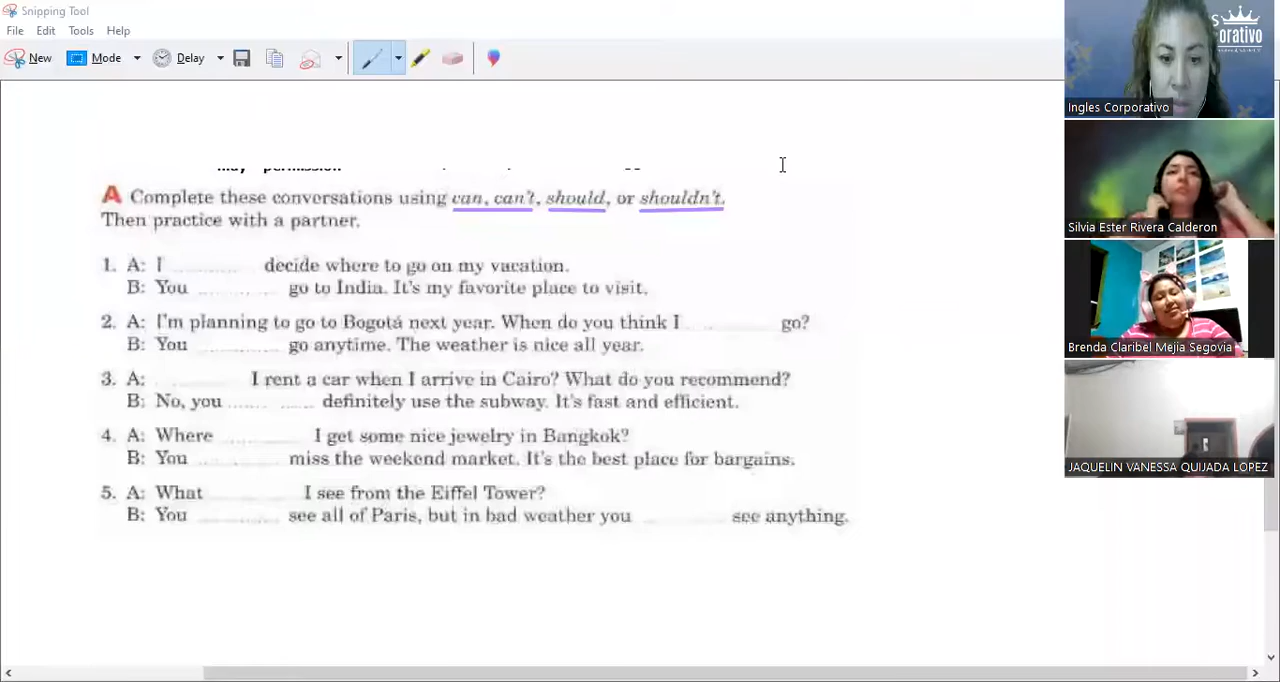 Snipping Tool
File Edit Tools Help
New Mode Delay
may permission
A Complete these conversations using can, can't, should, or shouldn't.
Then practice with a partner.
1. A: I ............ decide where to go on my vacation.
B: You ............ go to India. It's my favorite place to visit.
2. A: I'm planning to go to Bogotá next year. When do you think I ............ go?
B: You ............ go anytime. The weather is nice all year.
3. A: ............ I rent a car when I arrive in Cairo? What do you recommend?
B: No, you ............ definitely use the subway. It's fast and efficient.
4. A: Where ............ I get some nice jewelry in Bangkok?
B: You ............ miss the weekend market. It's the best place for bargains.
5. A: What ............ I see from the Eiffel Tower?
B: You ............ see all of Paris, but in bad weather you ............ see anything.
S
orativo
Ingles Corporativo
Silvia Ester Rivera Calderon
Brenda Claribel Mejia Segovia
JAQUELIN VANESSA QUIJADA LOPEZ